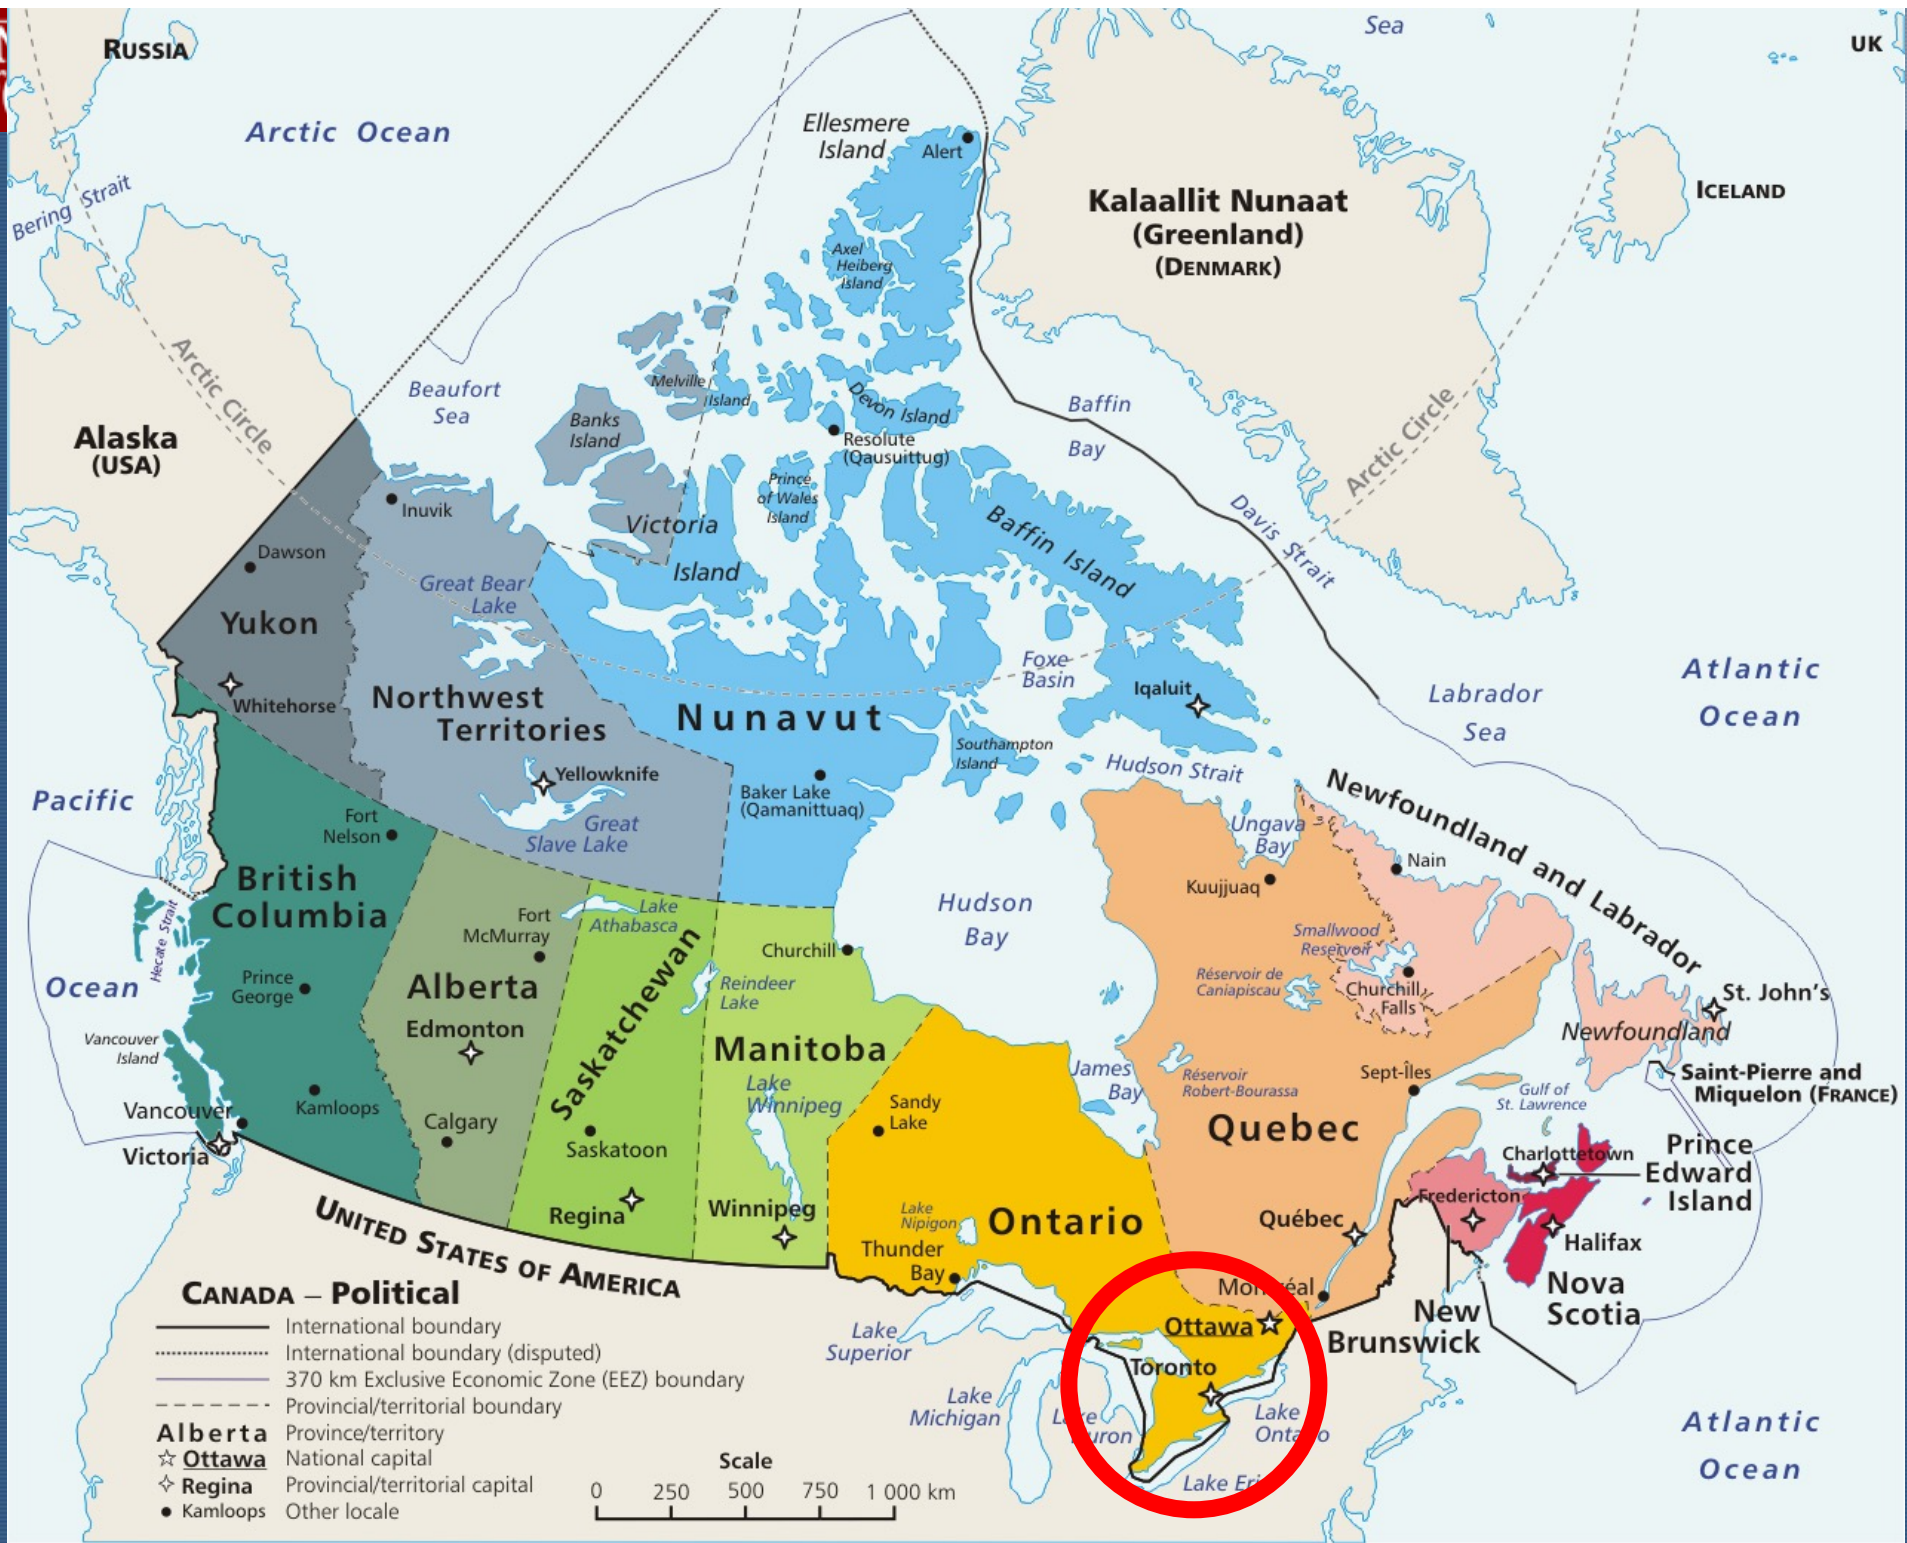 RUSSIA
Sea
UK
Arctic Ocean
Ellesmere
Island
Alert
Bering Strait
Kalaallit Nunaat
(Greenland)
(DENMARK)
ICELAND
Axel
Heiberg
Island
Arctic Circle
Beaufort
Sea
Melville
Island
Devon Island
Banks
Island
Baffin
Bay
Arctic Circle
Alaska
(USA)
Resolute
(Qausuittug)
Prince
of Wales
Island
Inuvik
Victoria
Island
Baffin Island
Davis Strait
Dawson
Great Bear
Lake
Yukon
Whitehorse
Northwest
Territories
Nunavut
Foxe
Basin
Iqaluit
Labrador
Sea
Atlantic
Ocean
Southampton
Island
Hudson Strait
Yellowknife
Baker Lake
(Qamanittuaq)
Great
Slave Lake
Pacific
Ocean
Fort
Nelson
Ungava
Bay
Newfoundland and Labrador
Nain
Kuujjuaq
British
Columbia
Hecate Strait
Fort
McMurray
Lake
Athabasca
Hudson
Bay
Churchill
Smallwood
Reservoir
Réservoir de
Caniapiscau
Churchill
Falls
Prince
George
Alberta
Edmonton
Saskatchewan
Reindeer
Lake
St. John's
Newfoundland
Vancouver
Island
Manitoba
Lake
Winnipeg
James
Bay
Réservoir
Robert-Bourassa
Sept-Îles
Gulf of
St. Lawrence
Saint-Pierre and
Miquelon (FRANCE)
Vancouver
Kamloops
Calgary
Saskatoon
Sandy
Lake
Quebec
Victoria
Charlottetown
Prince
Edward
Island
Fredericton
Regina
Winnipeg
Lake
Nipigon
Ontario
Québec
Halifax
Nova
Scotia
UNITED STATES OF AMERICA
Thunder
Bay
Montréal
New
Brunswick
Ottawa
Toronto
Lake
Superior
Lake
Michigan
Lake
Huron
Lake
Ontario
Lake Erie
Atlantic
Ocean
CANADA – Political
International boundary
International boundary (disputed)
370 km Exclusive Economic Zone (EEZ) boundary
Provincial/territorial boundary
Alberta Province/territory
Ottawa National capital
Regina Provincial/territorial capital
Kamloops Other locale
Scale
0 250 500 750 1 000 km